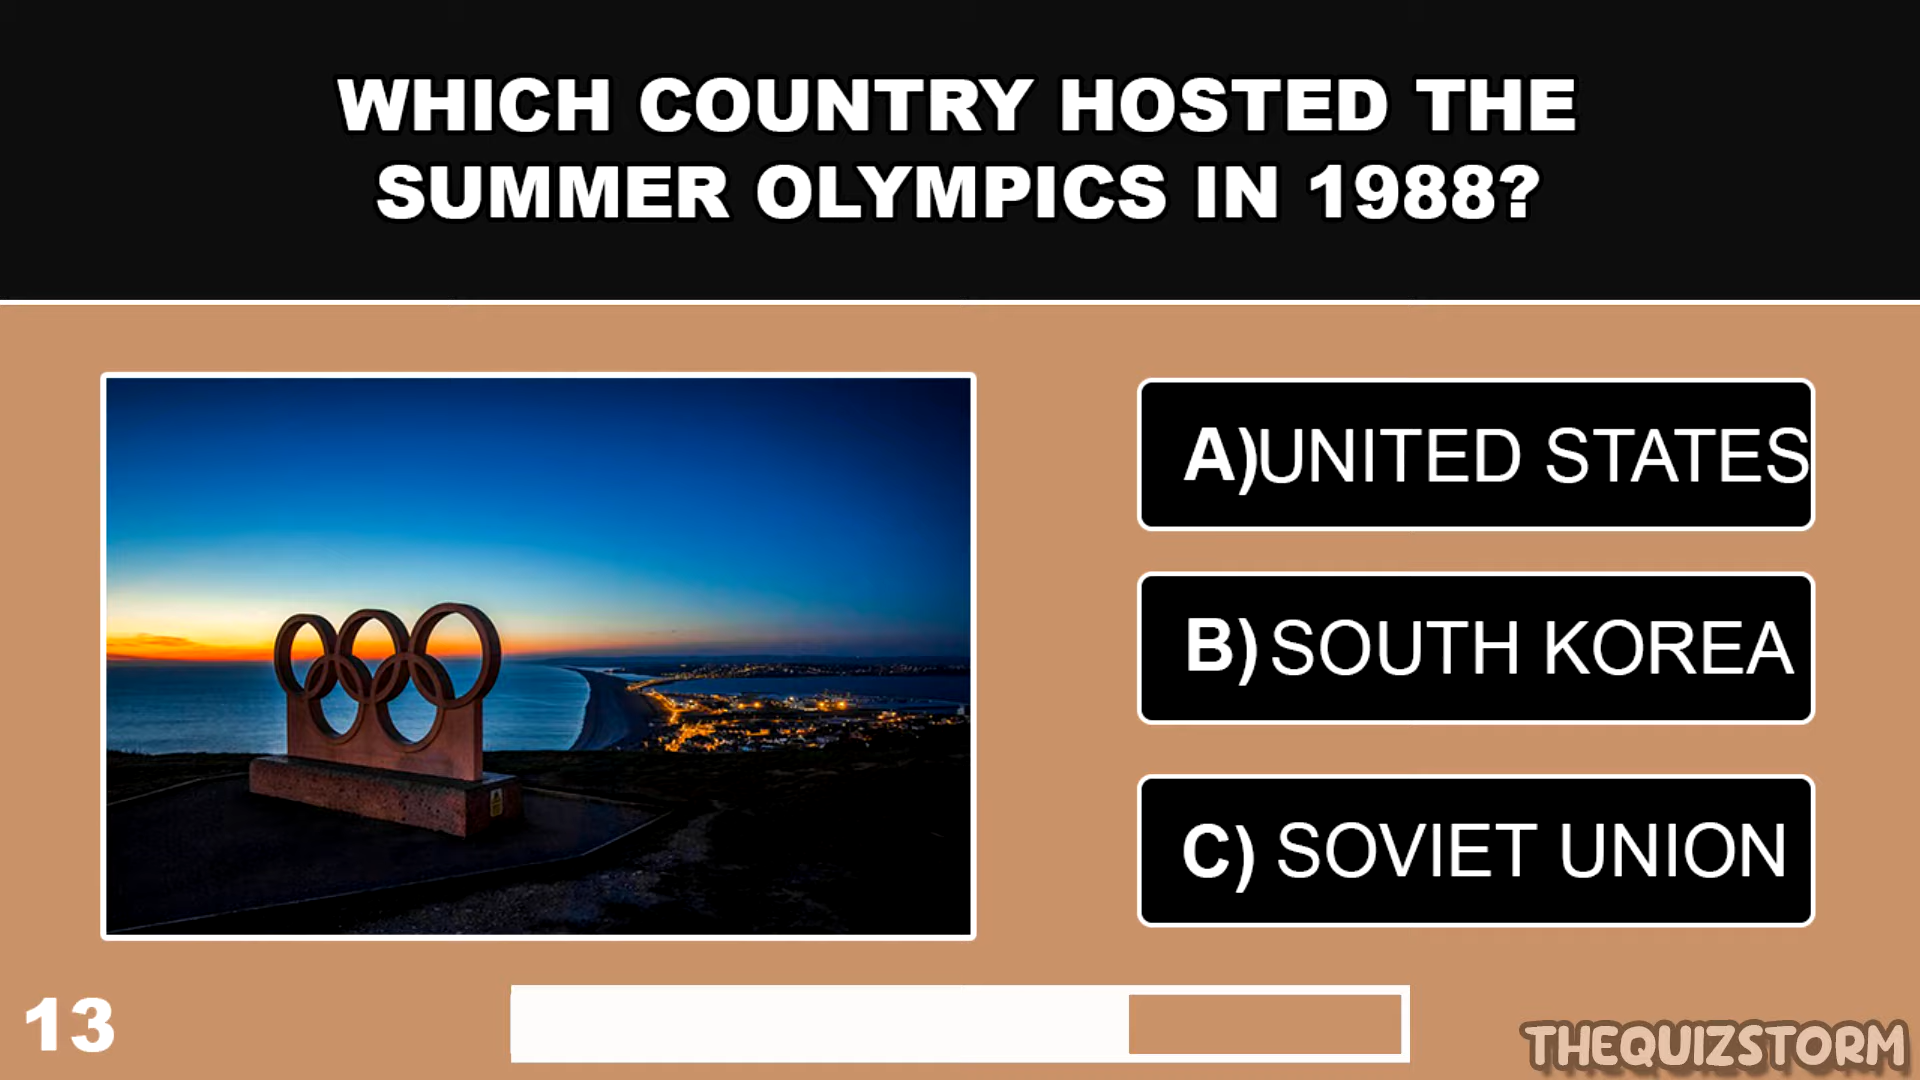 WHICH COUNTRY HOSTED THE
SUMMER OLYMPICS IN 1988?
A)UNITED STATES
B) SOUTH KOREA
C) SOVIET UNION
13
THEQUIZSTORM